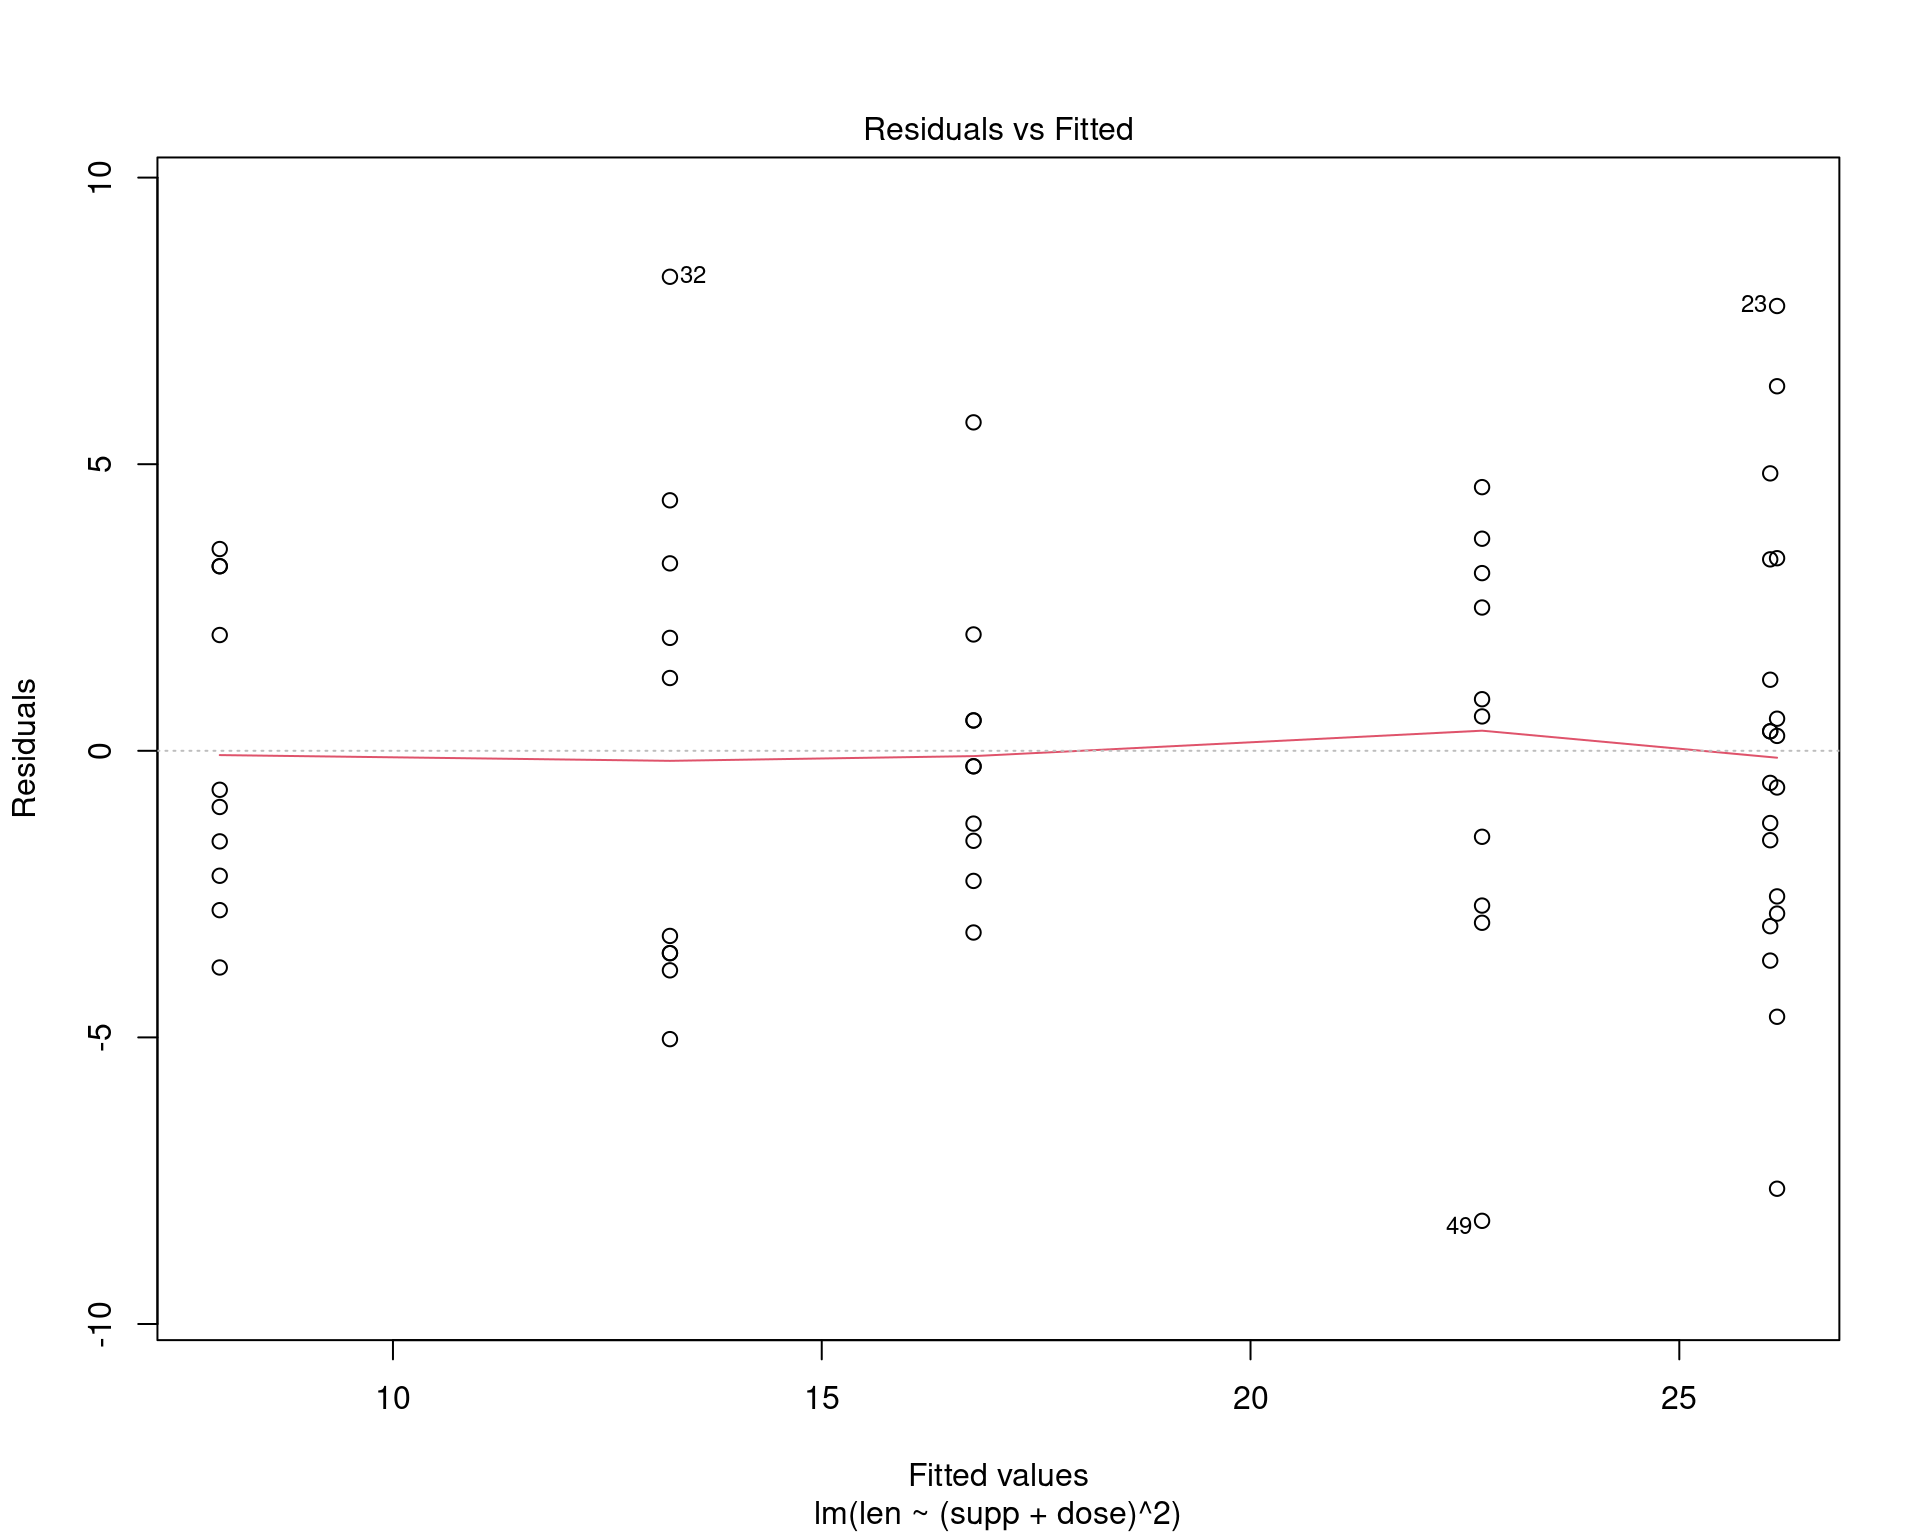 Residuals vs Fitted
10
5
0
-5
-10
Residuals
32
23
49
10 15 20 25
Fitted values
lm(len ~ (supp + dose)^2)